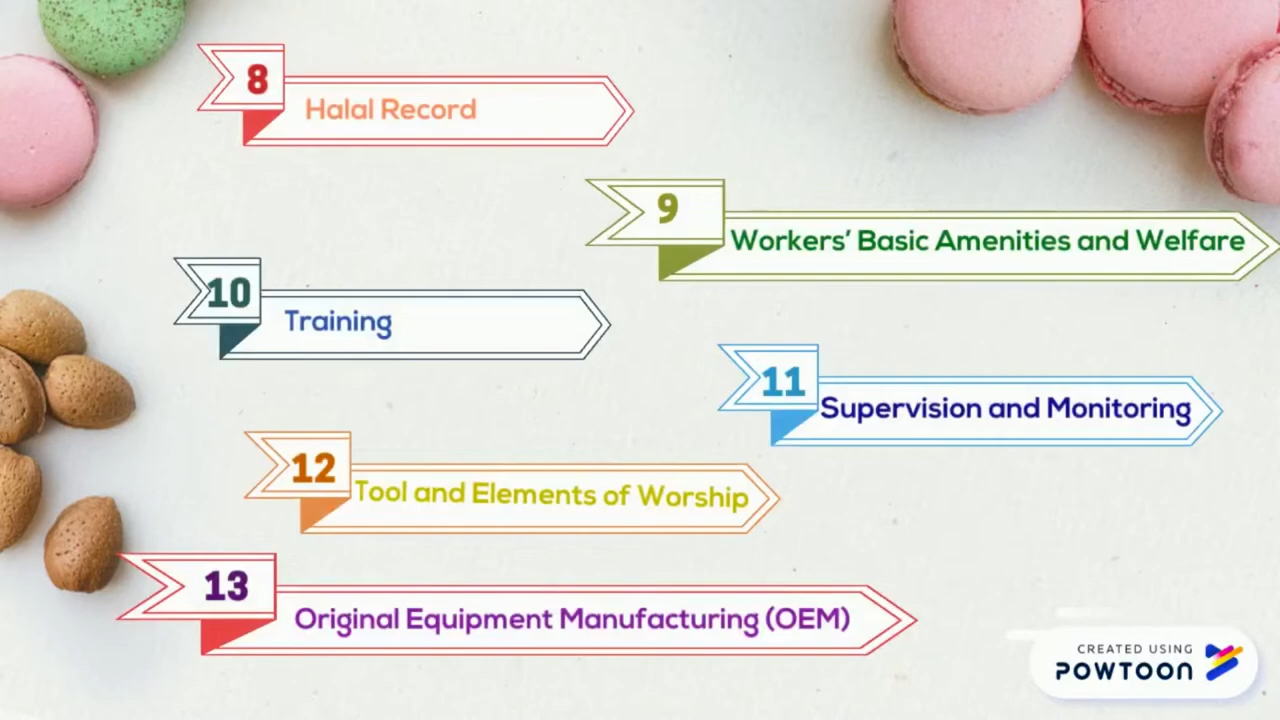 8
Halal Record
9
Workers’ Basic Amenities and Welfare
10
Training
11
Supervision and Monitoring
12
Tool and Elements of Worship
13
Original Equipment Manufacturing (OEM)
CREATED USING
POWTOON